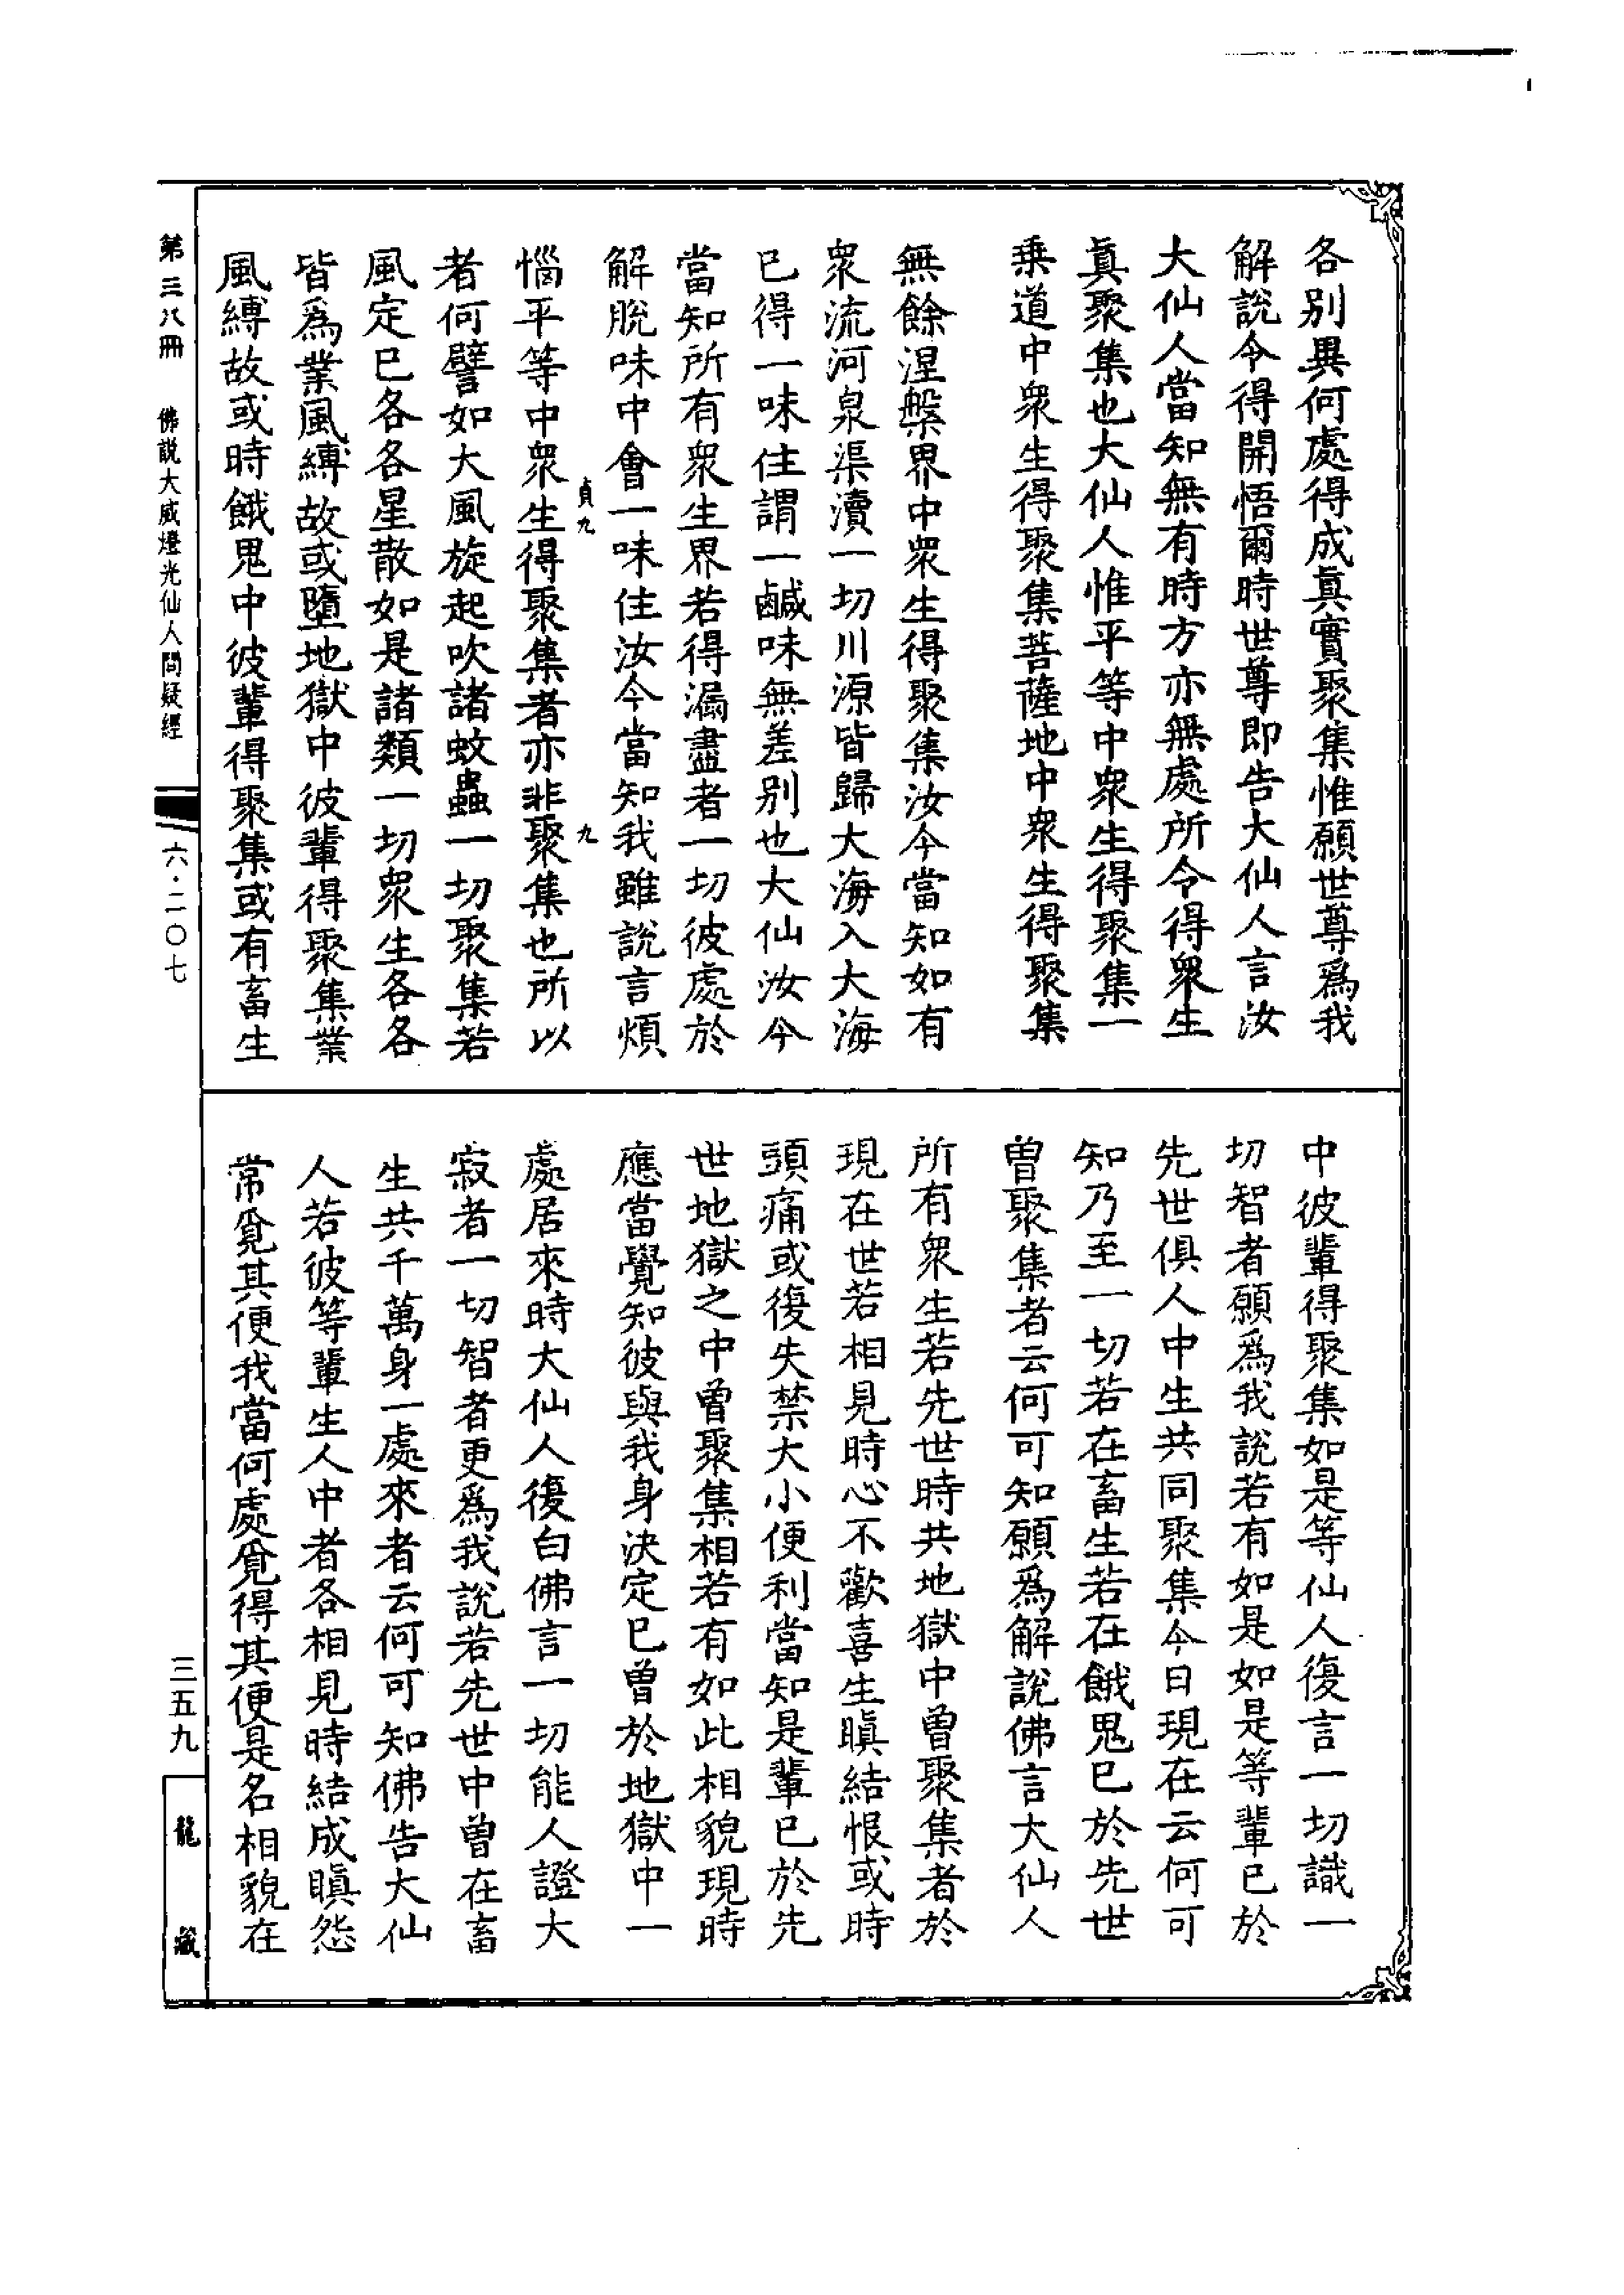 各別異何處得成眞實聚集惟願世尊爲我
解說令得開悟爾時世尊即告大仙人言汝
大仙人當知無有時方亦無處所令得衆生
眞聚集也大仙人惟平等中衆生得聚集一
乗道中衆生得聚集菩薩地中衆生得聚集
無餘涅槃界中衆生得聚集汝今當知如有
衆流河泉渠瀆一切川源皆歸大海入大海
已得一味住謂一鹹味無差別也大仙汝今
當知所有衆生界若得漏盡者一切彼處於
解脫味中會一味住汝今當知我雖說言煩
貞九
九
惱平等中衆生得聚集者亦非聚集也所以
者何譬如大風旋起吹諸蚊蟲一切聚集若
風定已各各星散如是諸類一切衆生各各
皆爲業風縛故或墮地獄中彼輩得聚集業
風縛故或時餓鬼中彼輩得聚集或有畜生
中彼輩得聚集如是等仙人復言一切識一
切智者願爲我說若有如是如是等輩已於
先世俱人中生共同聚集今日現在云何可
知乃至一切若在畜生若在餓鬼已於先世
曽聚集者云何可知願爲解說佛言大仙人
所有衆生若先世時共地獄中曽聚集者於
現在世若相見時心不歡喜生瞋結恨或時
頭痛或復失禁大小便利當知是輩已於先
世地獄之中曽聚集相若有如此相貌現時
應當覺知彼與我身決定已曽於地獄中一
處居來時大仙人復白佛言一切能人證大
寂者一切智者更爲我說若先世中曽在畜
生共千萬身一處來者云何可知佛告大仙
人若彼等輩生人中者各相見時結成瞋怨
常覓其便我當何處覓得其便是名相貌在
第三八冊　佛說大威燈光仙人問疑經
六·二〇七
三五九
龍藏